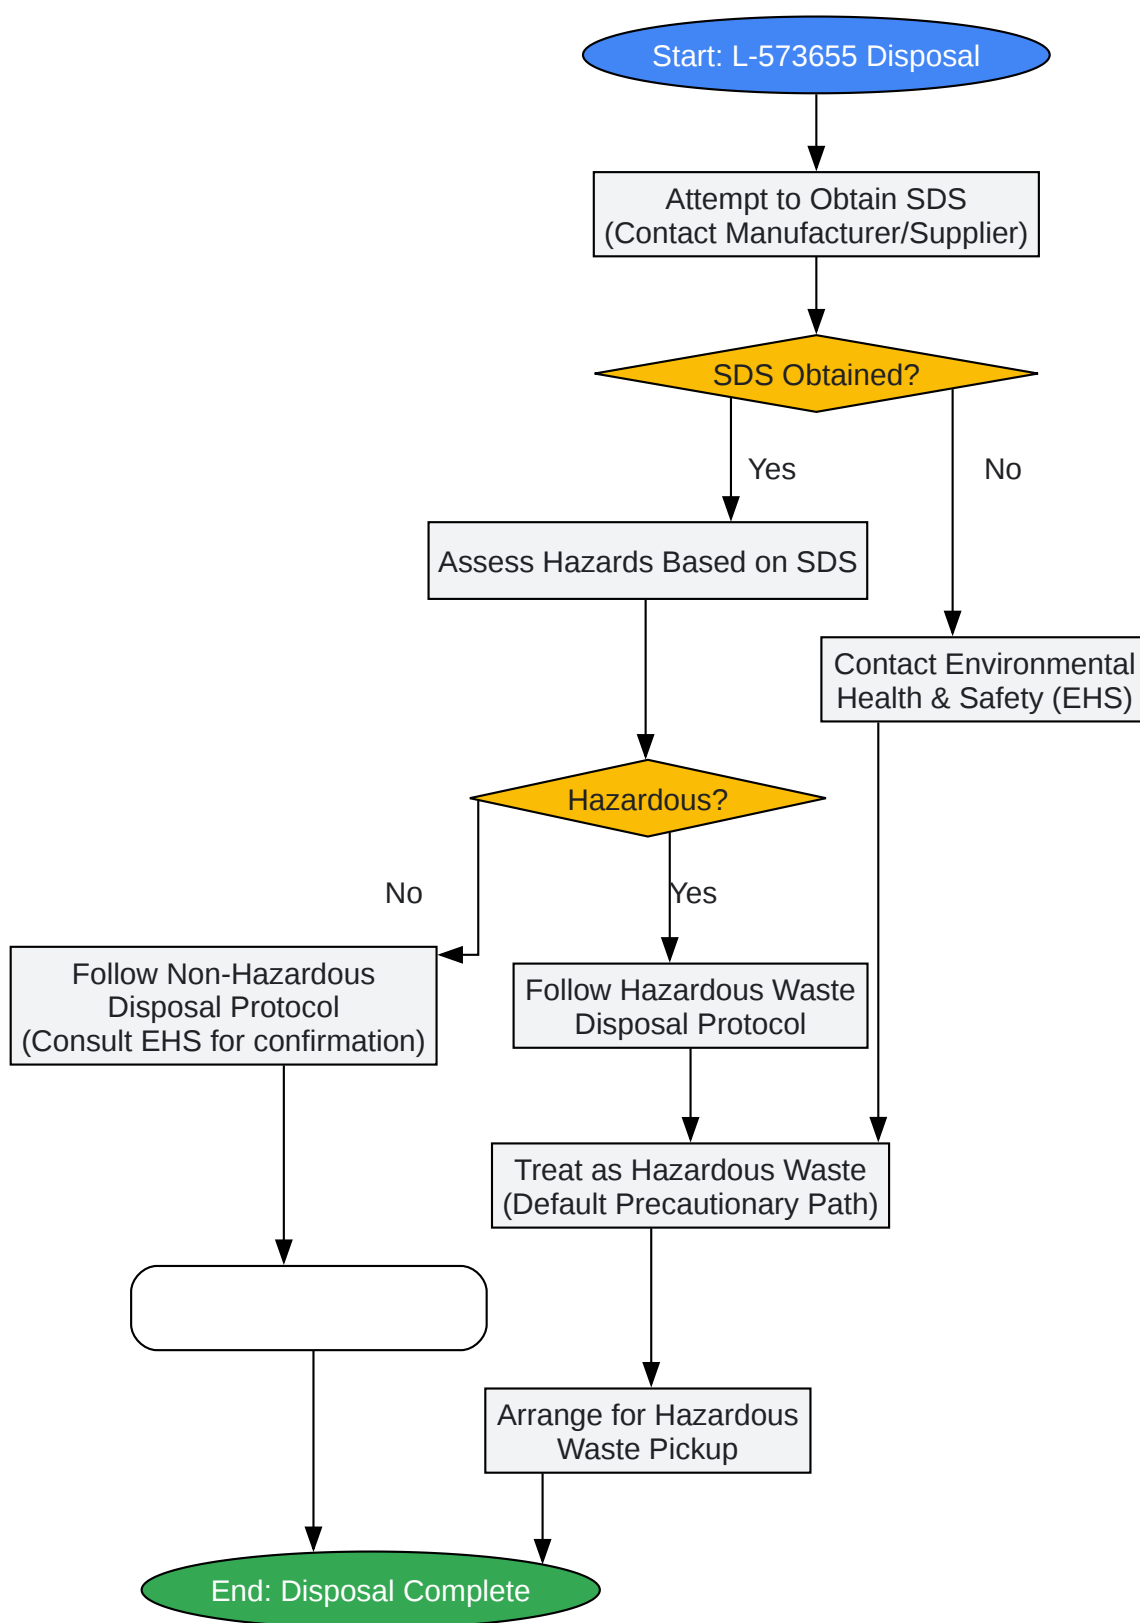 Start: L-573655 Disposal
Attempt to Obtain SDS
(Contact Manufacturer/Supplier)
SDS Obtained?
Yes
No
Assess Hazards Based on SDS
Contact Environmental
Health & Safety (EHS)
Hazardous?
No
Yes
Follow Non-Hazardous
Disposal Protocol
(Consult EHS for confirmation)
Follow Hazardous Waste
Disposal Protocol
Treat as Hazardous Waste
(Default Precautionary Path)
Arrange for Hazardous
Waste Pickup
End: Disposal Complete